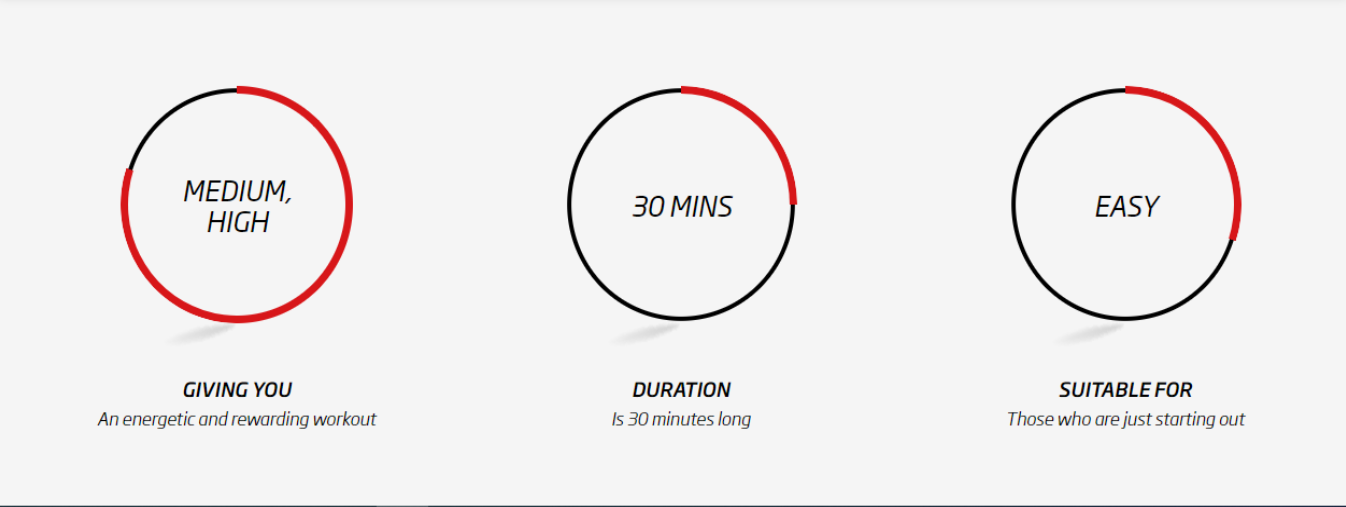 MEDIUM,
HIGH
GIVING YOU
An energetic and rewarding workout
30 MINS
DURATION
Is 30 minutes long
EASY
SUITABLE FOR
Those who are just starting out